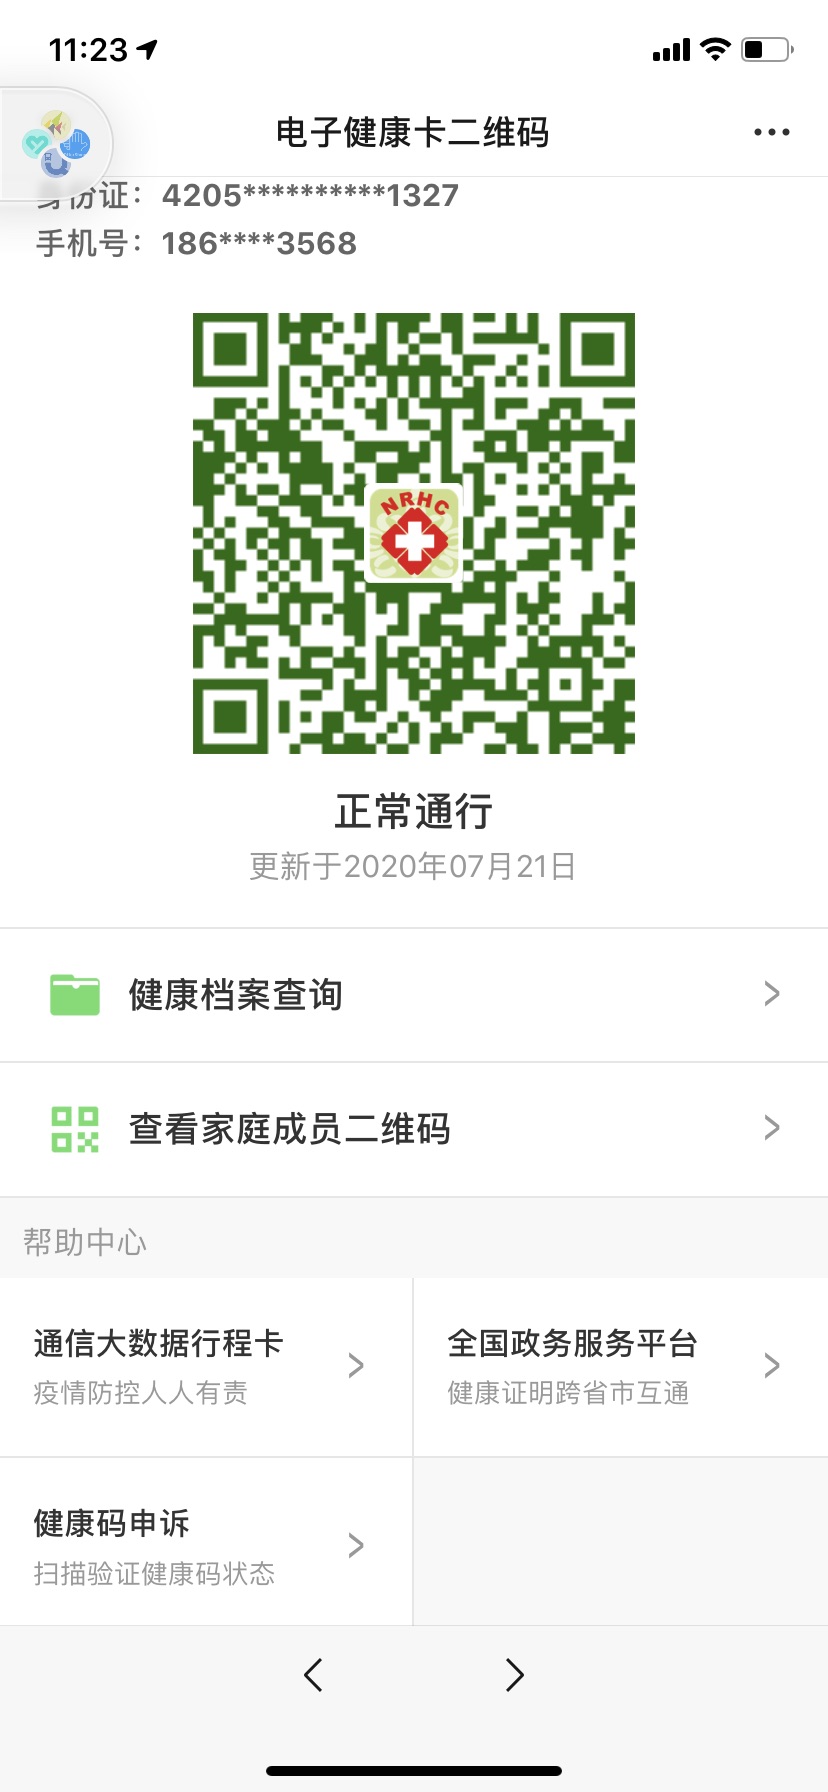 11:23
电子健康卡二维码
身份证：4205**********1327
手机号：186****3568
NRHC
正常通行
更新于2020年07月21日
健康档案查询
查看家庭成员二维码
帮助中心
通信大数据行程卡
疫情防控人人有责
全国政务服务平台
健康证明跨省市互通
健康码申诉
扫描验证健康码状态